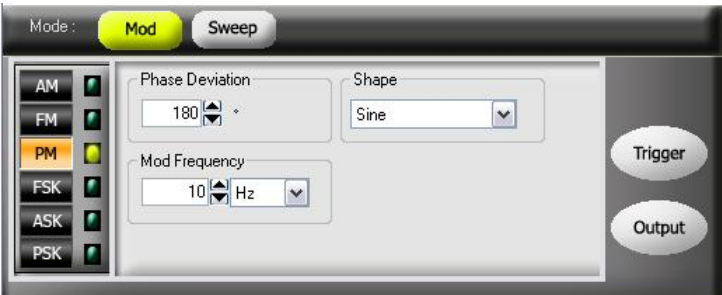 Mode :
Mod
Sweep
AM
FM
PM
FSK
ASK
PSK
Phase Deviation
180 °
Shape
Sine
Mod Frequency
10 Hz
Trigger
Output